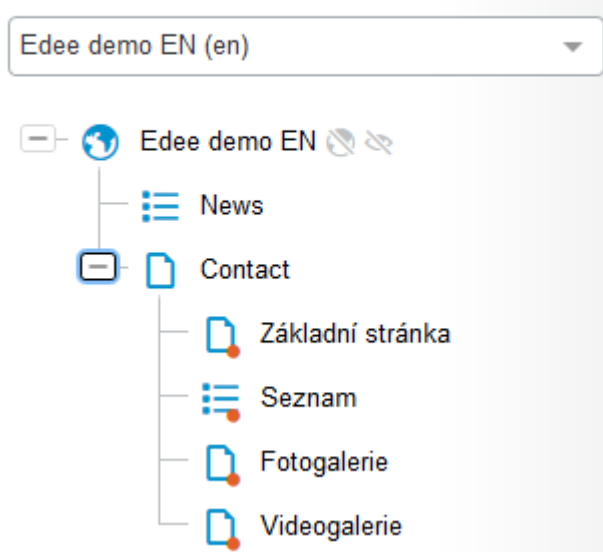 Edee demo EN (en)
Edee demo EN
News
Contact
Základní stránka
Seznam
Fotogalerie
Videogalerie